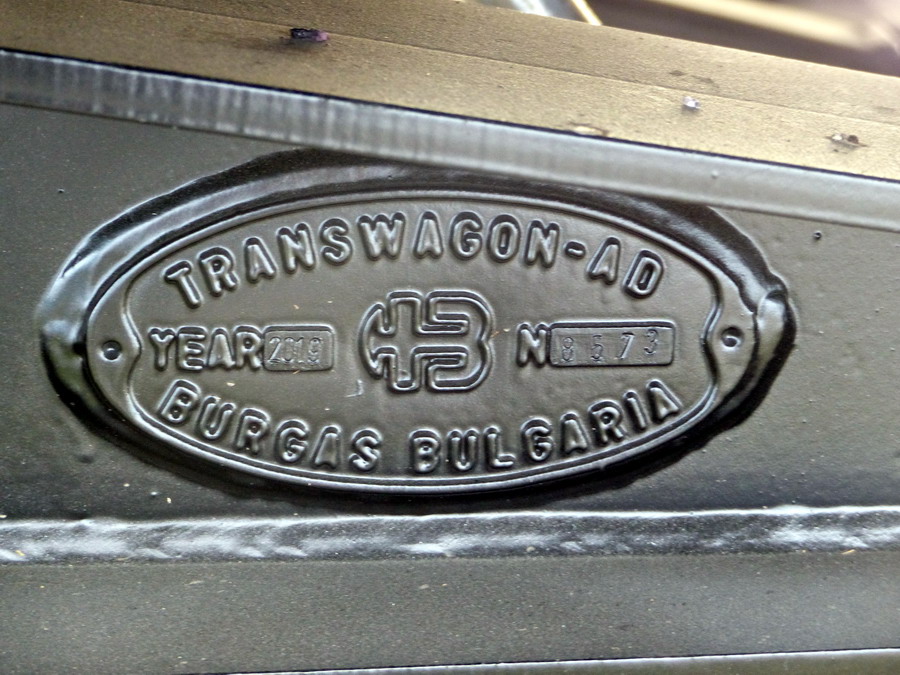 TRANSWAGON-AD
YEAR 2019 N 8573
BURGAS BULGARIA